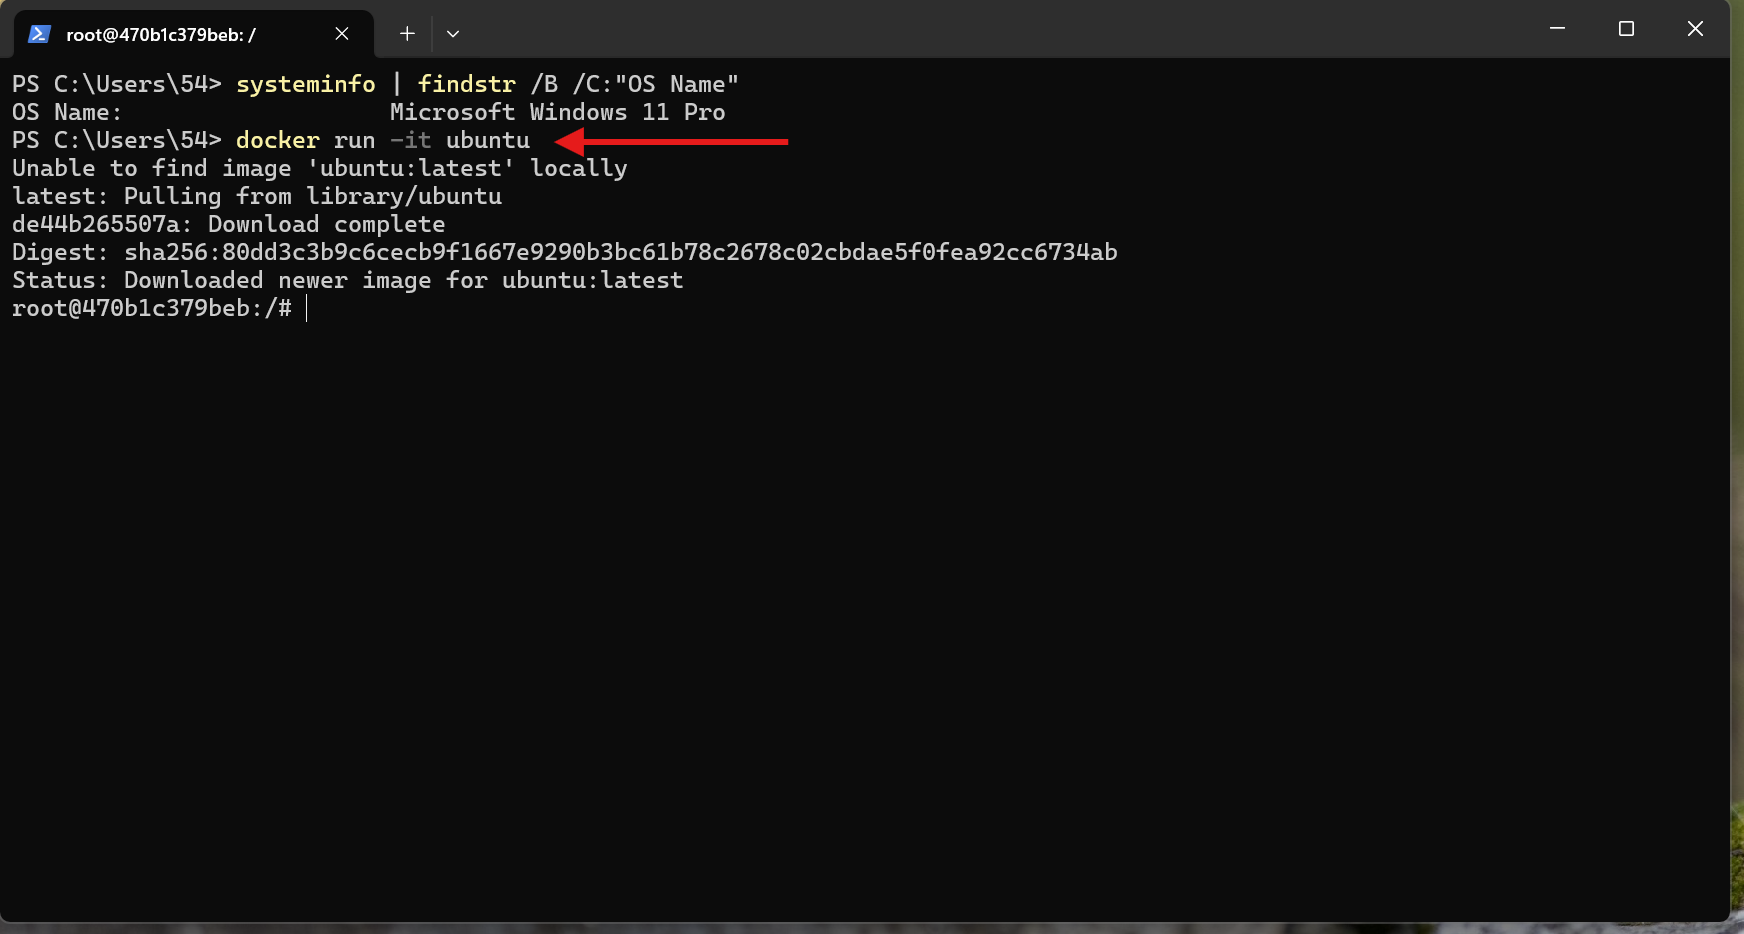 root@470b1c379beb: /
PS C:\Users\54> systeminfo | findstr /B /C:"OS Name"
OS Name:                   Microsoft Windows 11 Pro
PS C:\Users\54> docker run -it ubuntu
Unable to find image 'ubuntu:latest' locally
latest: Pulling from library/ubuntu
de44b265507a: Download complete
Digest: sha256:80dd3c3b9c6cecb9f1667e9290b3bc61b78c2678c02cbdae5f0fea92cc6734ab
Status: Downloaded newer image for ubuntu:latest
root@470b1c379beb:/#